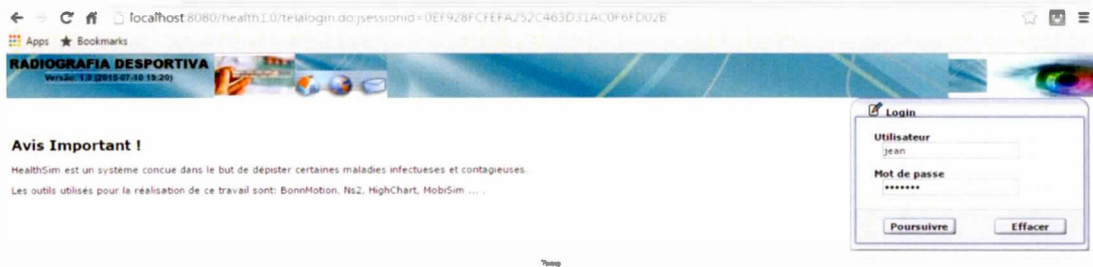 localhost:8080/health1.0/telalogin.do;jsessionid=0EF928FCFEFA252C463D31AC0F6FD02B
Apps Bookmarks
RADIOGRAFIA DESPORTIVA
Versão: 1.0 (2015-07-10 18:20)
Login
Utilisateur
jean
Avis Important !
HealthSim est un système concue dans le but de dépister certaines maladies infectueses et contagieuses.
Mot de passe
•••••••
Les outils utilisés pour la réalisation de ce travail sont: BonnMotion, Ns2, HighChart, MobiSim ... .
Poursuivre Effacer